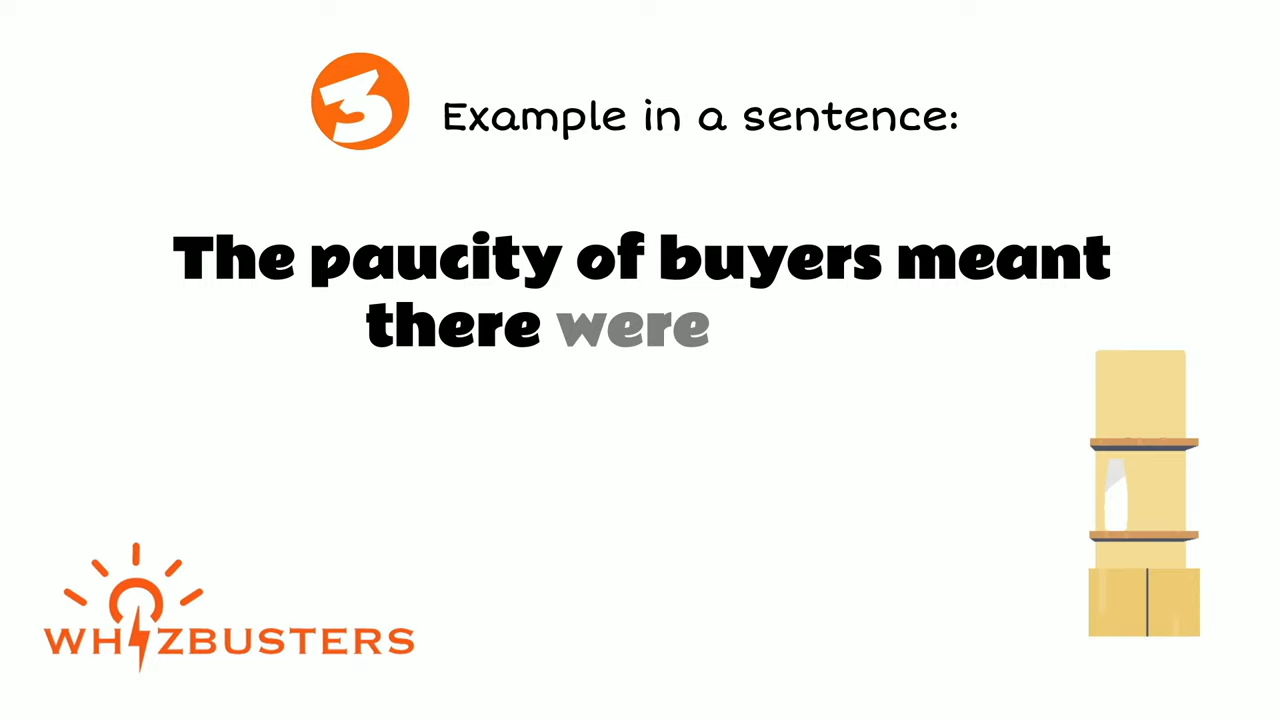 3 Example in a sentence:
The paucity of buyers meant
there were
WHIZBUSTERS